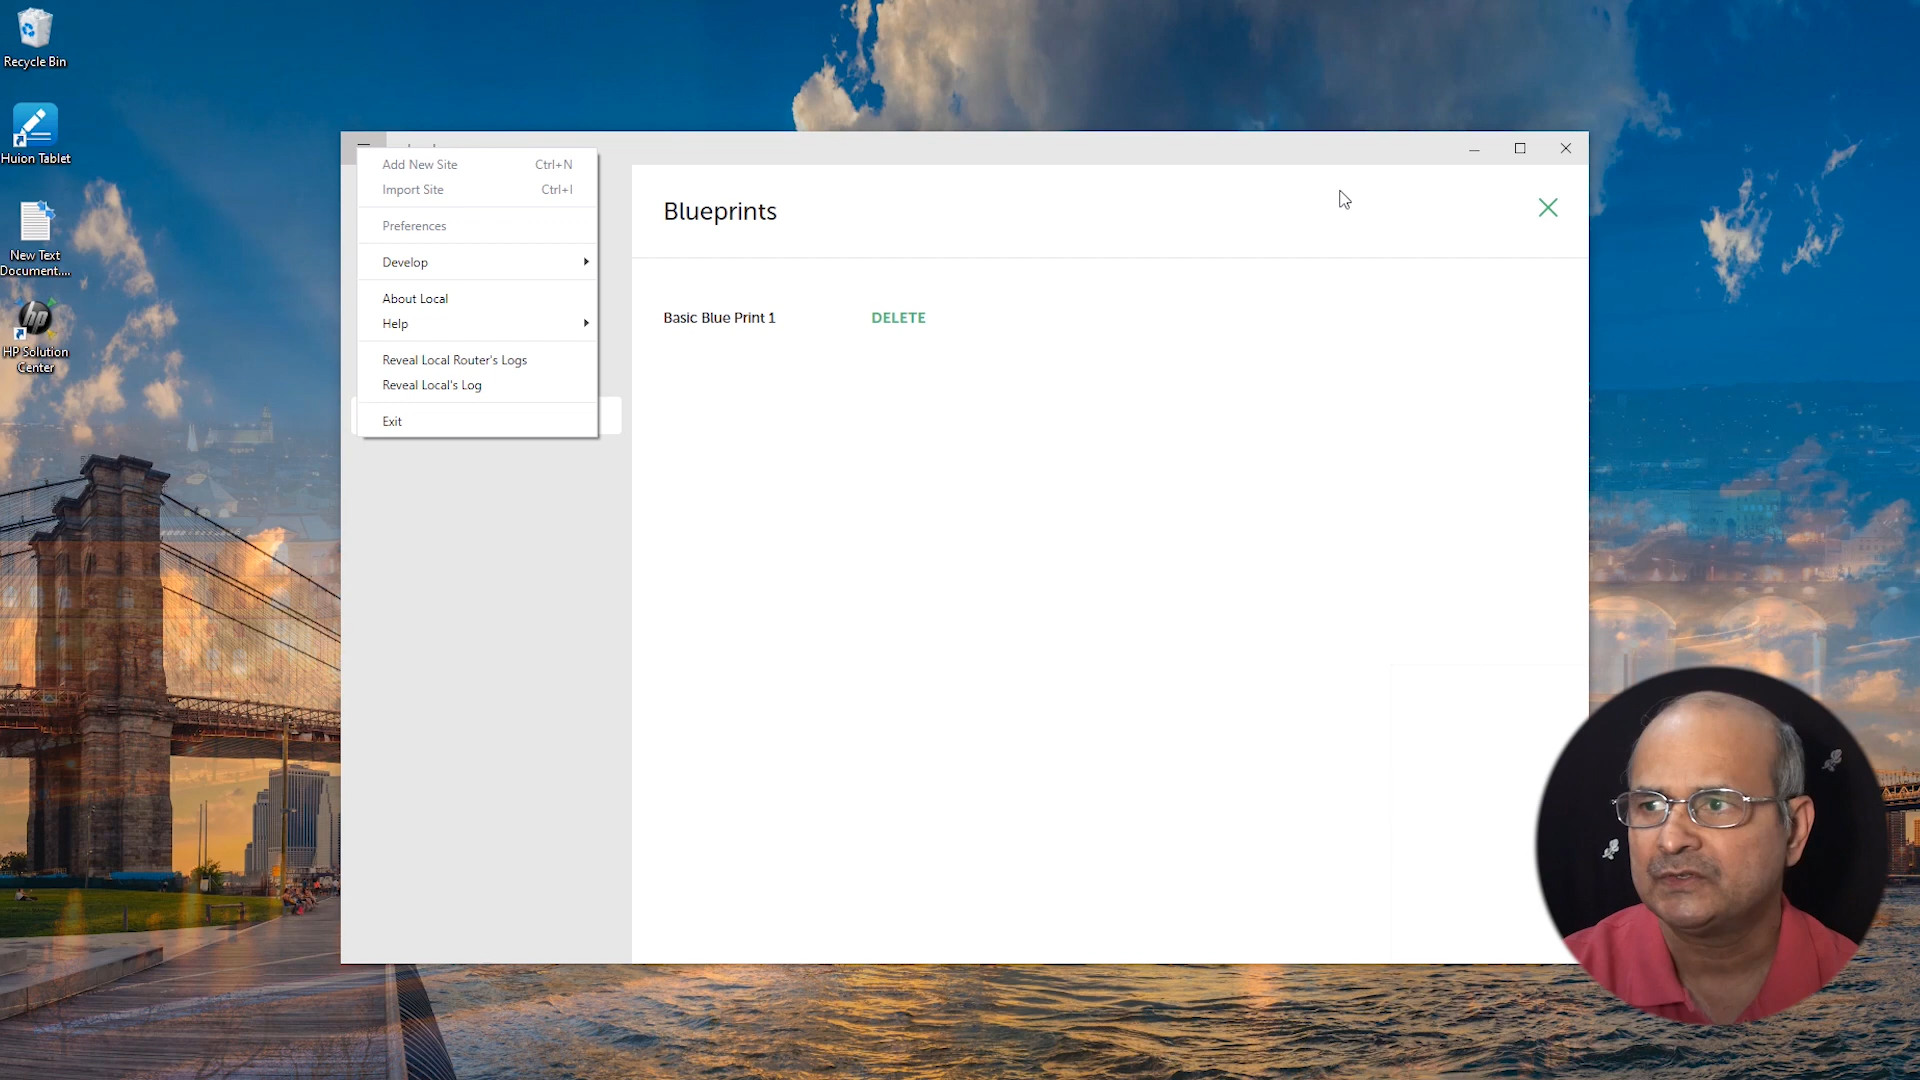 Recycle Bin
Huion Tablet
New Text
Document....
hp
HP Solution
Center
Add New Site Ctrl+N
Import Site Ctrl+I
Preferences
Develop
About Local
Help
Reveal Local Router's Logs
Reveal Local's Log
Exit
Blueprints
Basic Blue Print 1 DELETE